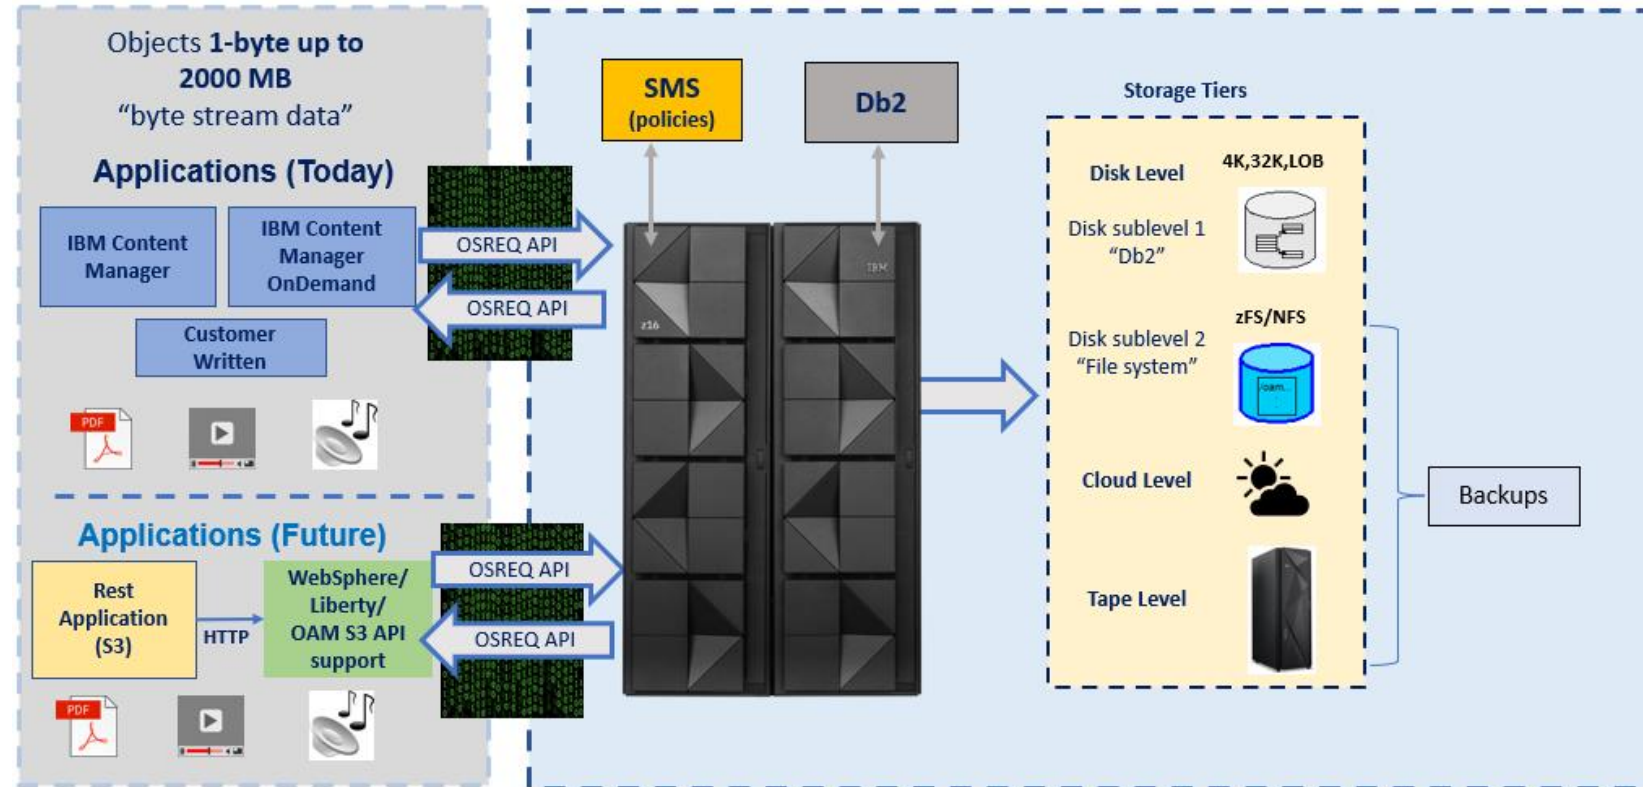 Objects 1-byte up to
2000 MB
“byte stream data”
Applications (Today)
IBM Content
Manager
IBM Content
Manager
OnDemand
Customer
Written
OSREQ API
OSREQ API
PDF
Applications (Future)
Rest
Application
(S3)
HTTP
WebSphere/
Liberty/
OAM S3 API
support
OSREQ API
OSREQ API
PDF
SMS
(policies)
Db2
IBM
z16
Storage Tiers
Disk Level
4K,32K,LOB
Disk sublevel 1
“Db2”
zFS/NFS
Disk sublevel 2
“File system”
/oam...
Cloud Level
Tape Level
Backups